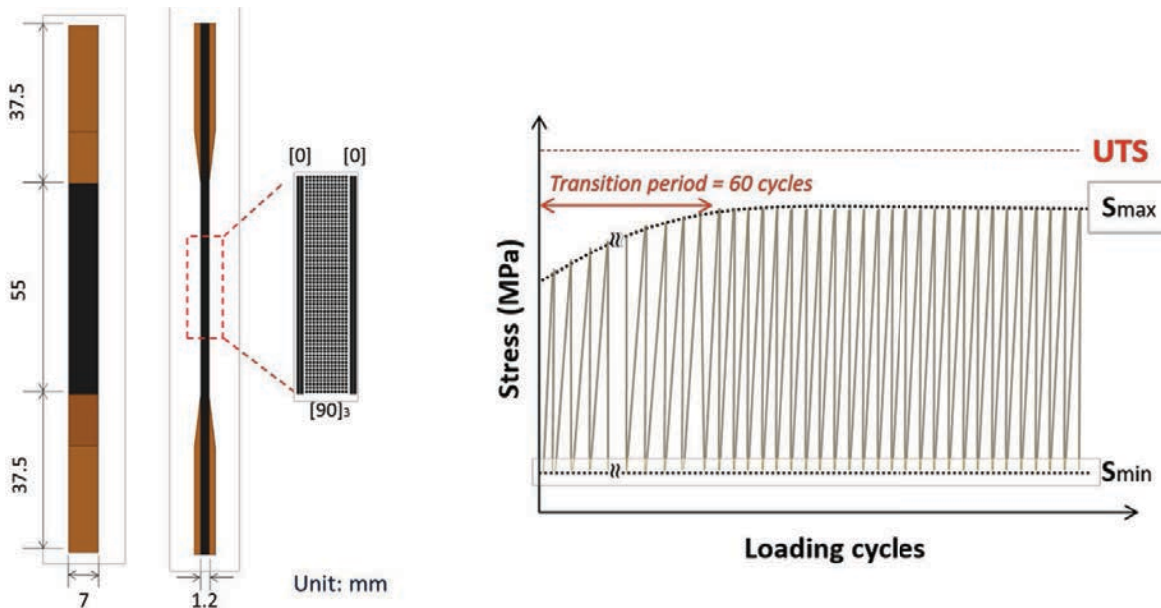 37.5
55
37.5
7
1.2
[0] [0]
[90]3
Unit: mm
UTS
Transition period = 60 cycles
Smax
Stress (MPa)
≈
≈
Smin
Loading cycles